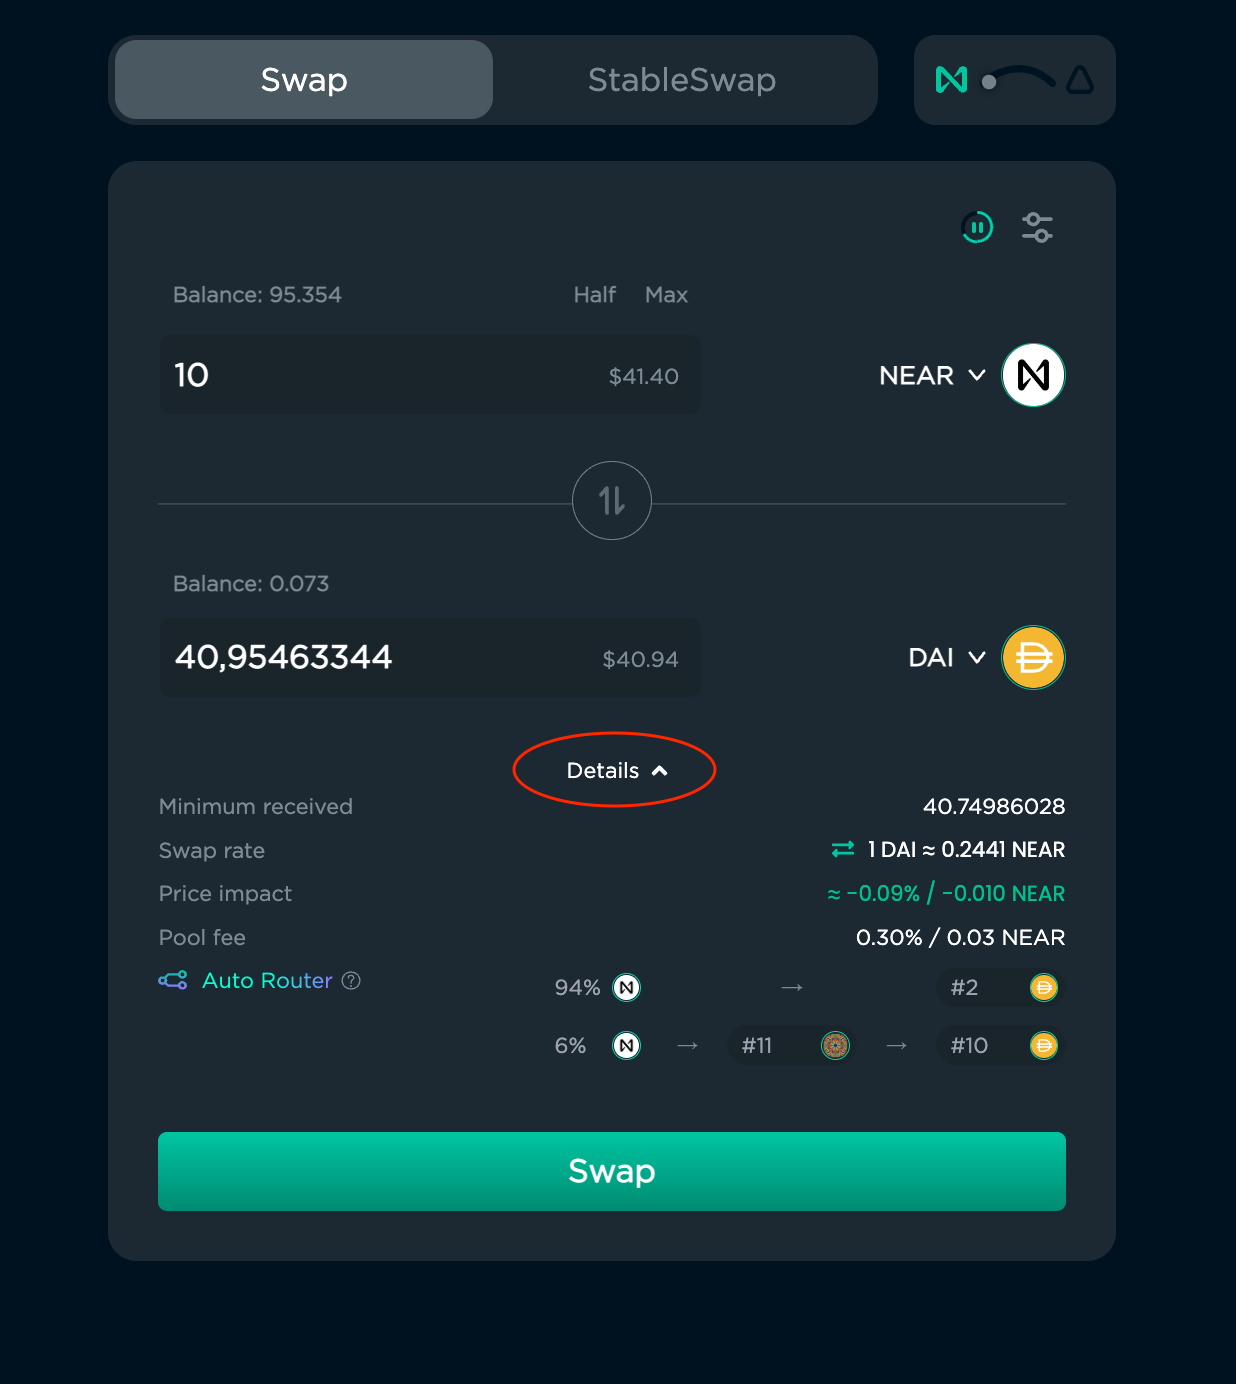 Swap StableSwap
Balance: 95.354 Half Max
10 $41.40 NEAR
Balance: 0.073
40,95463344 $40.94 DAI
Details
Minimum received 40.74986028
Swap rate 1 DAI ≈ 0.2441 NEAR
Price impact ≈ -0.09% / -0.010 NEAR
Pool fee 0.30% / 0.03 NEAR
Auto Router ? 94% → #2
6% → #11 → #10
Swap